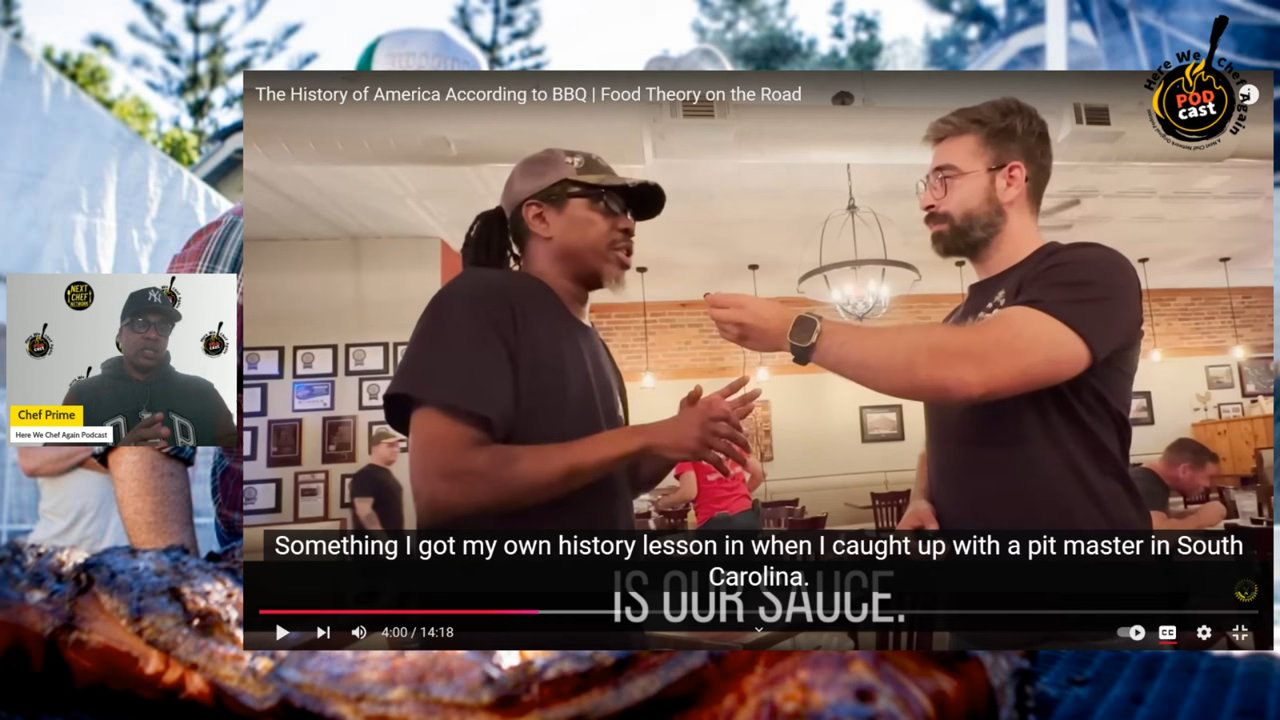 The History of America According to BBQ | Food Theory on the Road
Here We Chef Again
POD
cast
NEXT
CHEF
NETWORK
Chef Prime
Here We Chef Again Podcast
Something I got my own history lesson in when I caught up with a pit master in South
Carolina.
IS OUR SAUCE.
4:00 / 14:18
CC